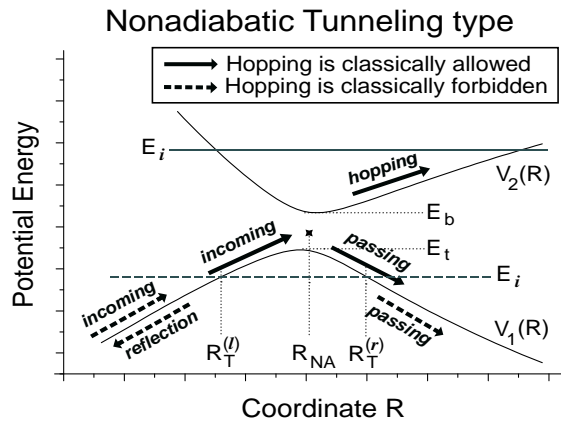 Nonadiabatic Tunneling type
Hopping is classically allowed
Hopping is classically forbidden
E_i
hopping
V_2(R)
E_b
incoming
passing
E_t
E_i
incoming
reflection
passing
V_1(R)
R_T^(l)
R_NA
R_T^(r)
Potential Energy
Coordinate R